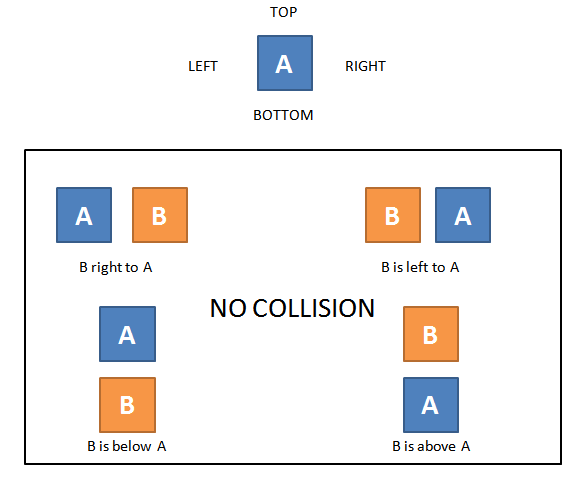 TOP
LEFT A RIGHT
BOTTOM
A B B A
B right to A B is left to A
NO COLLISION
A B
B A
B is below A B is above A